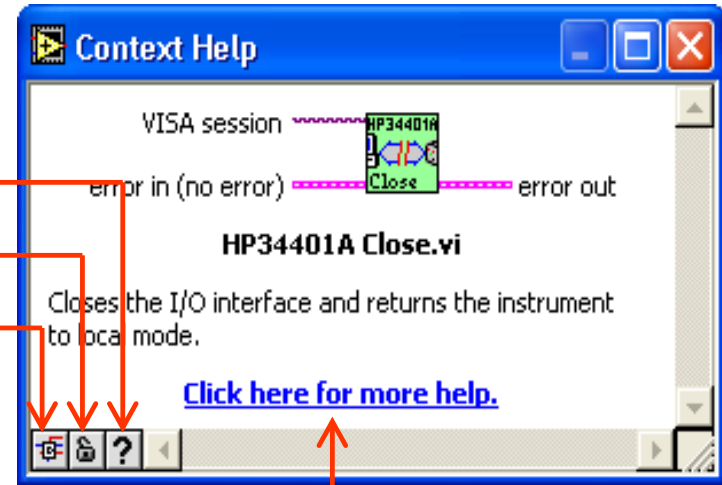 Context Help
VISA session
HP34401A
error in (no error)
Close
error out
HP34401A Close.vi
Closes the I/O interface and returns the instrument
to local mode.
Click here for more help.
?